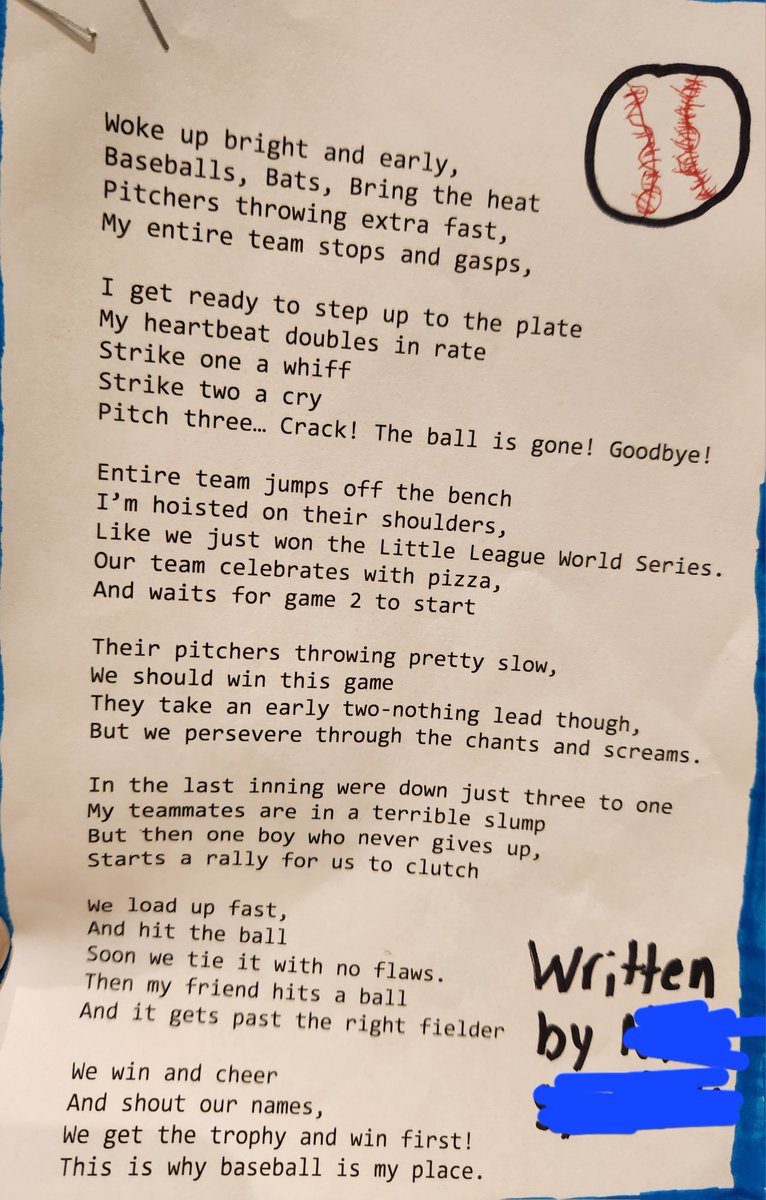 Woke up bright and early,
Baseballs, Bats, Bring the heat
Pitchers throwing extra fast,
My entire team stops and gasps,
I get ready to step up to the plate
My heartbeat doubles in rate
Strike one a whiff
Strike two a cry
Pitch three… Crack! The ball is gone! Goodbye!
Entire team jumps off the bench
I’m hoisted on their shoulders,
Like we just won the Little League World Series.
Our team celebrates with pizza,
And waits for game 2 to start
Their pitchers throwing pretty slow,
We should win this game
They take an early two-nothing lead though,
But we persevere through the chants and screams.
In the last inning were down just three to one
My teammates are in a terrible slump
But then one boy who never gives up,
Starts a rally for us to clutch
We load up fast,
And hit the ball
Soon we tie it with no flaws.
Then my friend hits a ball
And it gets past the right fielder
We win and cheer
And shout our names,
We get the trophy and win first!
This is why baseball is my place.
Written
by